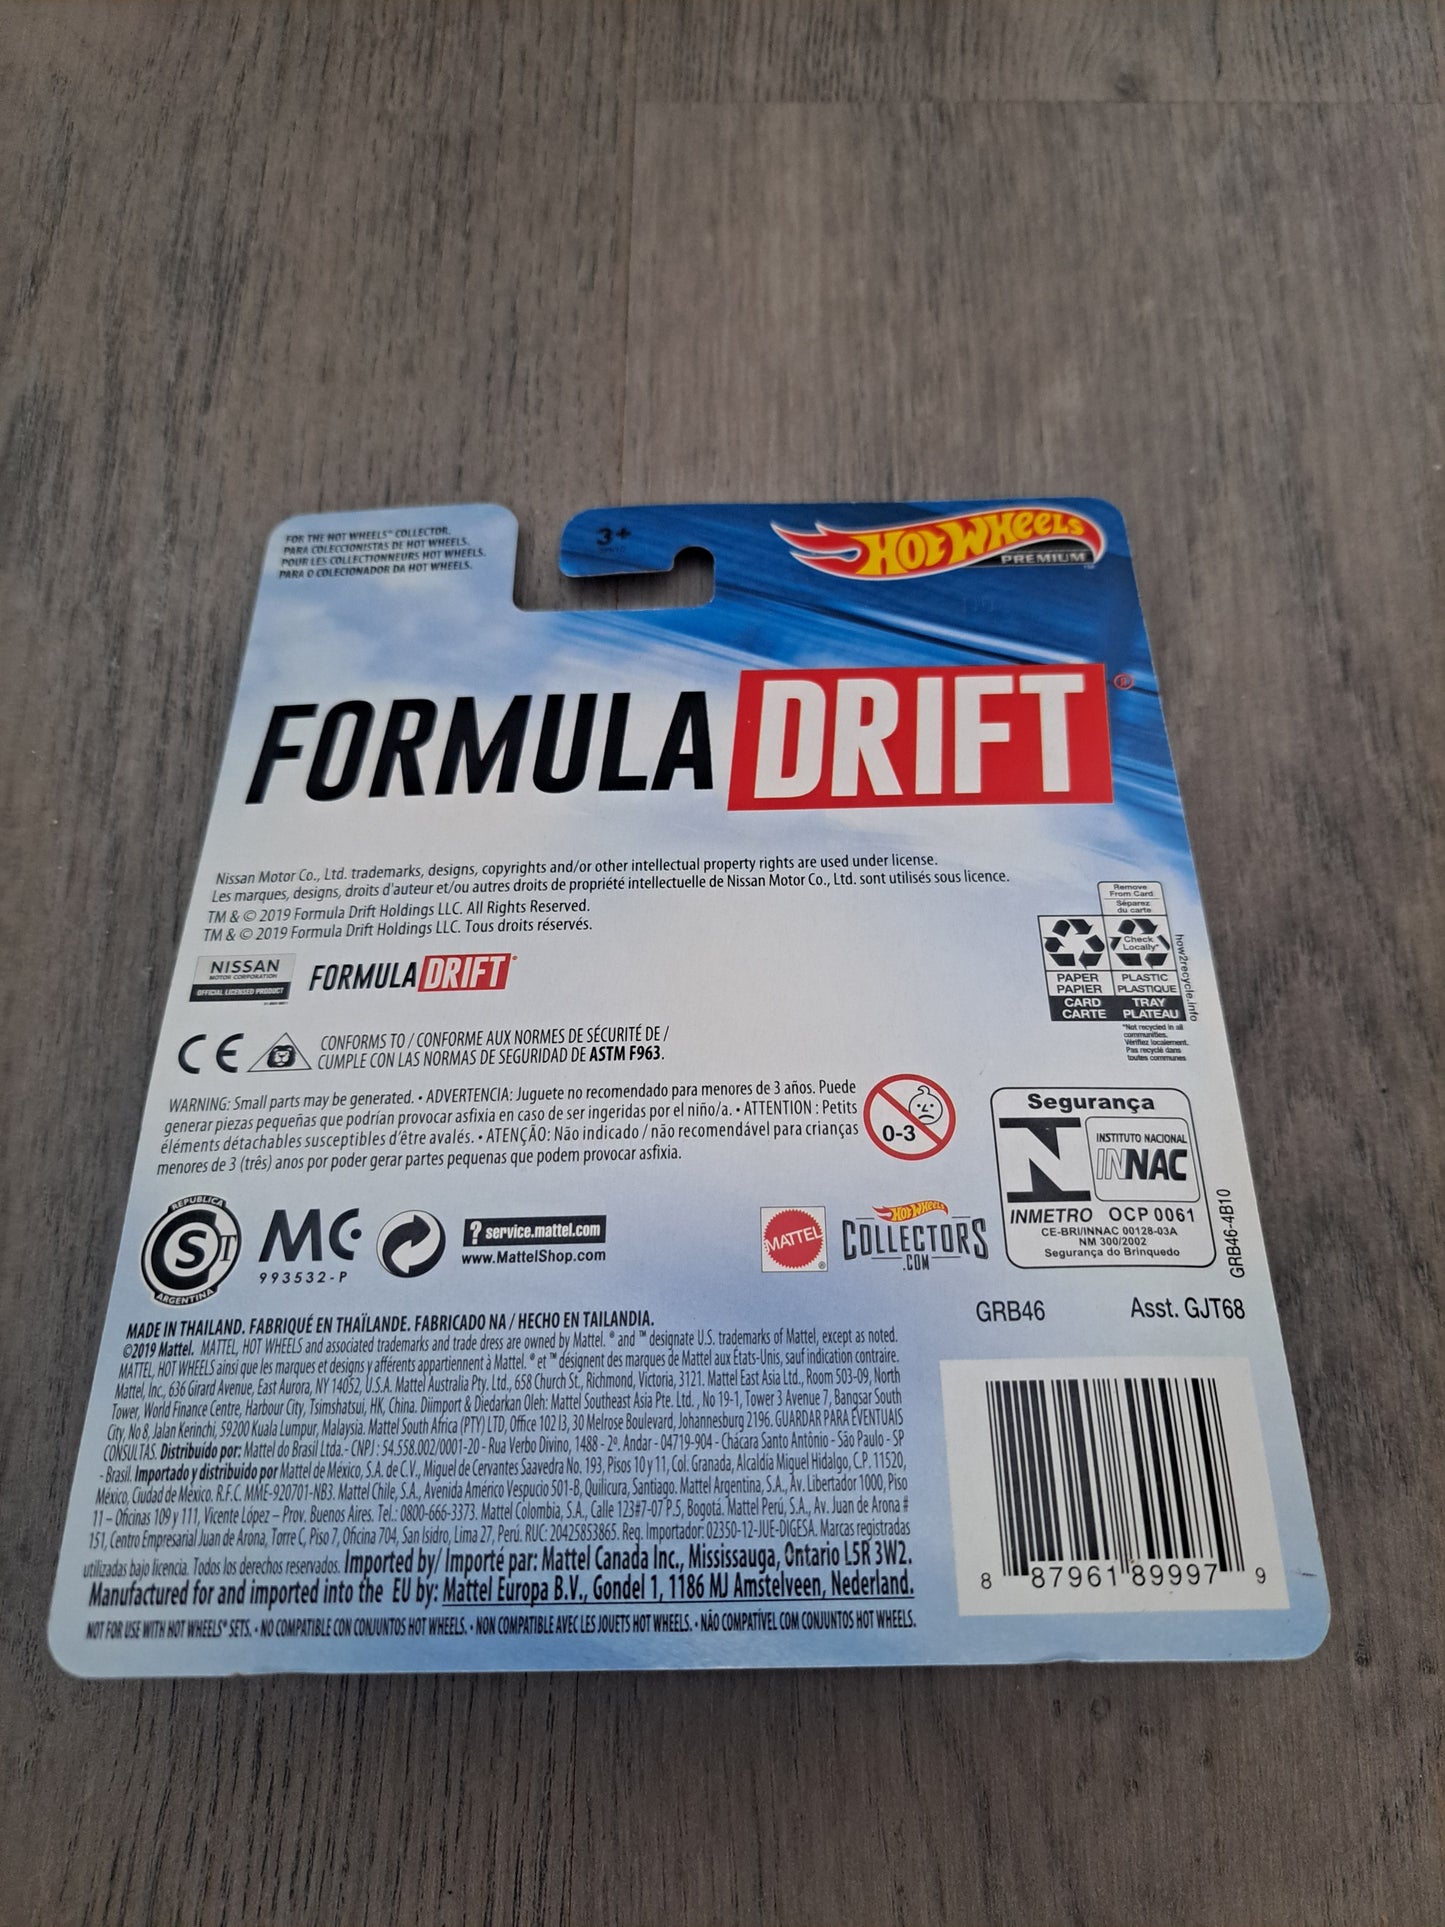 FOR THE HOT WHEELS™ COLLECTOR.
PARA COLECCIONISTAS DE HOT WHEELS.
POUR LES COLLECTIONNEURS HOT WHEELS.
PARA O COLECIONADOR DA HOT WHEELS.
3+
HOT WHEELS
PREMIUM™
FORMULA DRIFT®
Nissan Motor Co., Ltd. trademarks, designs, copyrights and/or other intellectual property rights are used under license.
Les marques, designs, droits d'auteur et/ou autres droits de propriété intellectuelle de Nissan Motor Co., Ltd. sont utilisés sous licence.
TM & © 2019 Formula Drift Holdings LLC. All Rights Reserved.
TM & © 2019 Formula Drift Holdings LLC. Tous droits réservés.
NISSAN
MOTOR CORPORATION
OFFICIAL LICENSED PRODUCT
FORMULA DRIFT®
Remove
From Card
Séparez
du carte
Check
Locally*
PAPER
PAPIER
CARD
CARTE
PLASTIC
PLASTIQUE
TRAY
PLATEAU
how2recycle.info
*Not recycled in all
communities.
Vérifiez localement.
Pas recyclé dans
toutes communes
CE
CONFORMS TO / CONFORME AUX NORMES DE SÉCURITÉ DE /
CUMPLE CON LAS NORMAS DE SEGURIDAD DE ASTM F963.
WARNING: Small parts may be generated. • ADVERTENCIA: Juguete no recomendado para menores de 3 años. Puede
generar piezas pequeñas que podrían provocar asfixia en caso de ser ingeridas por el niño/a. • ATTENTION : Petits
éléments détachables susceptibles d'être avalés. • ATENÇÃO: Não indicado / não recomendável para crianças
menores de 3 (três) anos por poder gerar partes pequenas que podem provocar asfixia.
0-3
Segurança
INSTITUTO NACIONAL
INNAC
INMETRO OCP 0061
CE-BRI/INNAC 00128-03A
NM 300/2002
Segurança do Brinquedo
GRB46-4B10
REPUBLICA
S
ARGENTINA
MC
993532-P
? service.mattel.com
www.MattelShop.com
MATTEL®
HOT WHEELS
COLLECTORS
.COM
GRB46
Asst. GJT68
MADE IN THAILAND. FABRIQUÉ EN THAÏLANDE. FABRICADO NA / HECHO EN TAILANDIA.
©2019 Mattel. MATTEL, HOT WHEELS and associated trademarks and trade dress are owned by Mattel. ® and ™ designate U.S. trademarks of Mattel, except as noted.
MATTEL, HOT WHEELS ainsi que les marques et designs y afférents appartiennent à Mattel. ® et ™ désignent des marques de Mattel aux États-Unis, sauf indication contraire.
Mattel, Inc., 636 Girard Avenue, East Aurora, NY 14052, U.S.A. Mattel Australia Pty. Ltd., 658 Church St., Richmond, Victoria, 3121. Mattel East Asia Ltd., Room 503-09, North
Tower, World Finance Centre, Harbour City, Tsimshatsui, HK, China. Diimport & Diedarkan Oleh: Mattel Southeast Asia Pte. Ltd., No 19-1, Tower 3 Avenue 7, Bangsar South
City, No 8, Jalan Kerinchi, 59200 Kuala Lumpur, Malaysia. Mattel South Africa (PTY) LTD, Office 102 I3, 30 Melrose Boulevard, Johannesburg 2196. GUARDAR PARA EVENTUAIS
CONSULTAS. Distribuido por: Mattel do Brasil Ltda.- CNPJ : 54.558.002/0001-20 - Rua Verbo Divino, 1488 - 2º. Andar - 04719-904 - Chácara Santo Antônio - São Paulo - SP
- Brasil. Importado y distribuido por Mattel de México, S.A. de C.V., Miguel de Cervantes Saavedra No. 193, Pisos 10 y 11, Col. Granada, Alcaldía Miguel Hidalgo, C.P. 11520,
México, Ciudad de México. R.F.C. MME-920701-NB3. Mattel Chile, S.A., Avenida Américo Vespucio 501-B, Quilicura, Santiago. Mattel Argentina, S.A., Av. Libertador 1000, Piso
11 – Oficinas 109 y 111, Vicente López – Prov. Buenos Aires. Tel.: 0800-666-3373. Mattel Colombia, S.A., Calle 123#7-07 P.5, Bogotá. Mattel Perú, S.A., Av. Juan de Arona #
151, Centro Empresarial Juan de Arona, Torre C, Piso 7, Oficina 704, San Isidro, Lima 27, Perú. RUC: 20425853865. Reg. Importador: 02350-12-JUE-DIGESA. Marcas registradas
utilizadas bajo licencia. Todos los derechos reservados. Imported by/ Importé par: Mattel Canada Inc., Mississauga, Ontario L5R 3W2.
Manufactured for and imported into the EU by: Mattel Europa B.V., Gondel 1, 1186 MJ Amstelveen, Nederland.
NOT FOR USE WITH HOT WHEELS® SETS. • NO COMPATIBLE CON CONJUNTOS HOT WHEELS. • NON COMPATIBLE AVEC LES JOUETS HOT WHEELS. • NÃO COMPATÍVEL COM CONJUNTOS HOT WHEELS.
8 87961 89997 9